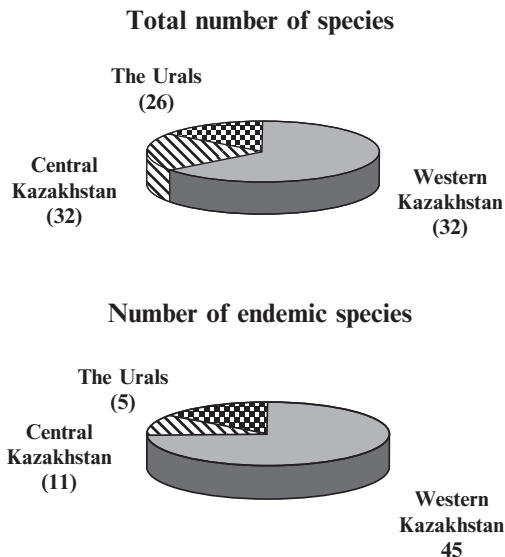 Total number of species
The Urals
(26)
Central
Kazakhstan
(32)
Western
Kazakhstan
(32)
Number of endemic species
The Urals
(5)
Central
Kazakhstan
(11)
Western
Kazakhstan
45